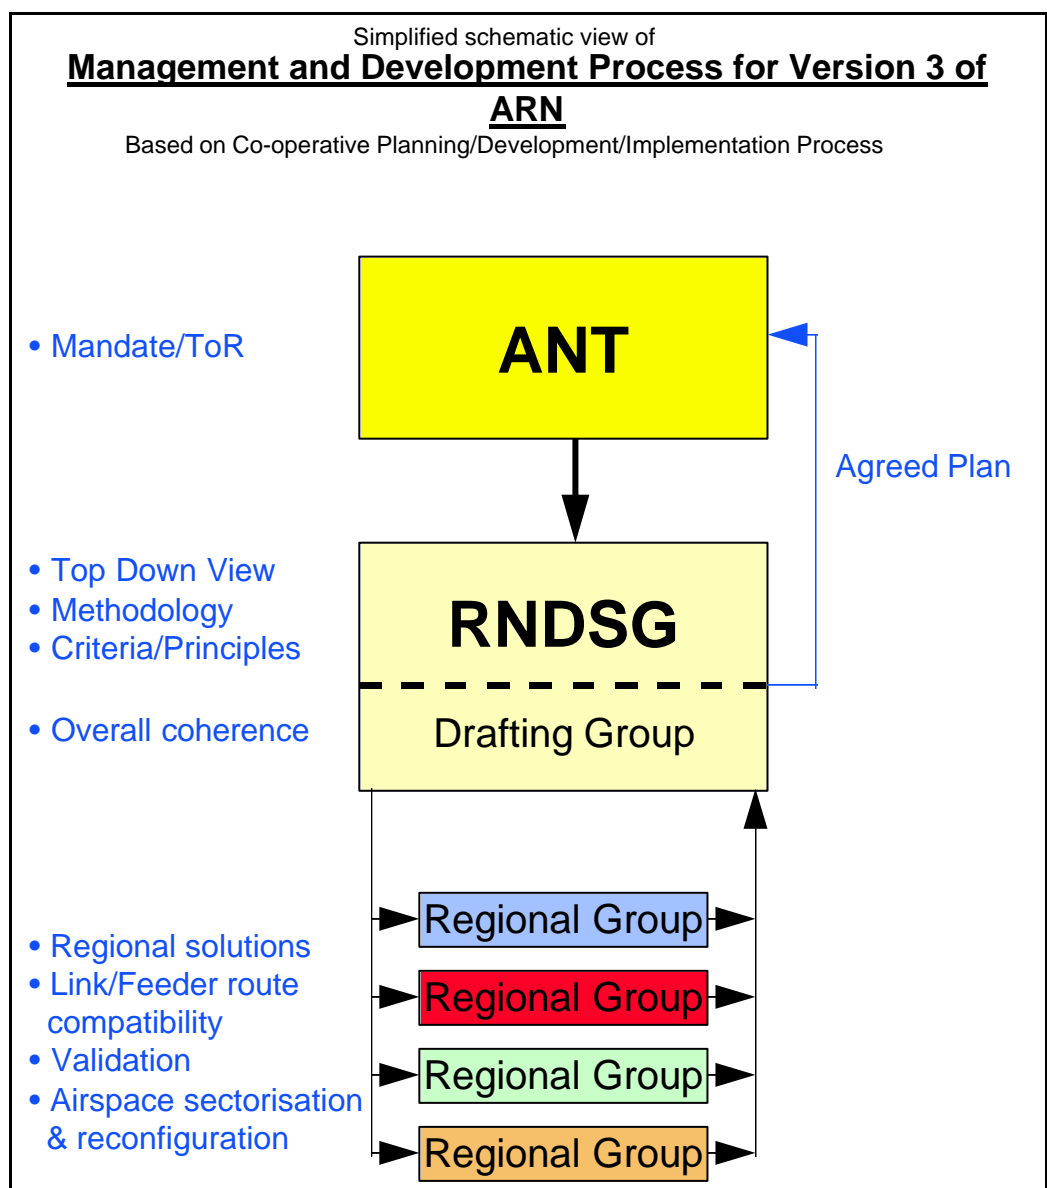 Simplified schematic view of
Management and Development Process for Version 3 of
ARN
Based on Co-operative Planning/Development/Implementation Process
ANT
• Mandate/ToR
Agreed Plan
• Top Down View
• Methodology
• Criteria/Principles
RNDSG
• Overall coherence
Drafting Group
Regional Group
• Regional solutions
• Link/Feeder route
compatibility
Regional Group
• Validation
Regional Group
• Airspace sectorisation
& reconfiguration
Regional Group